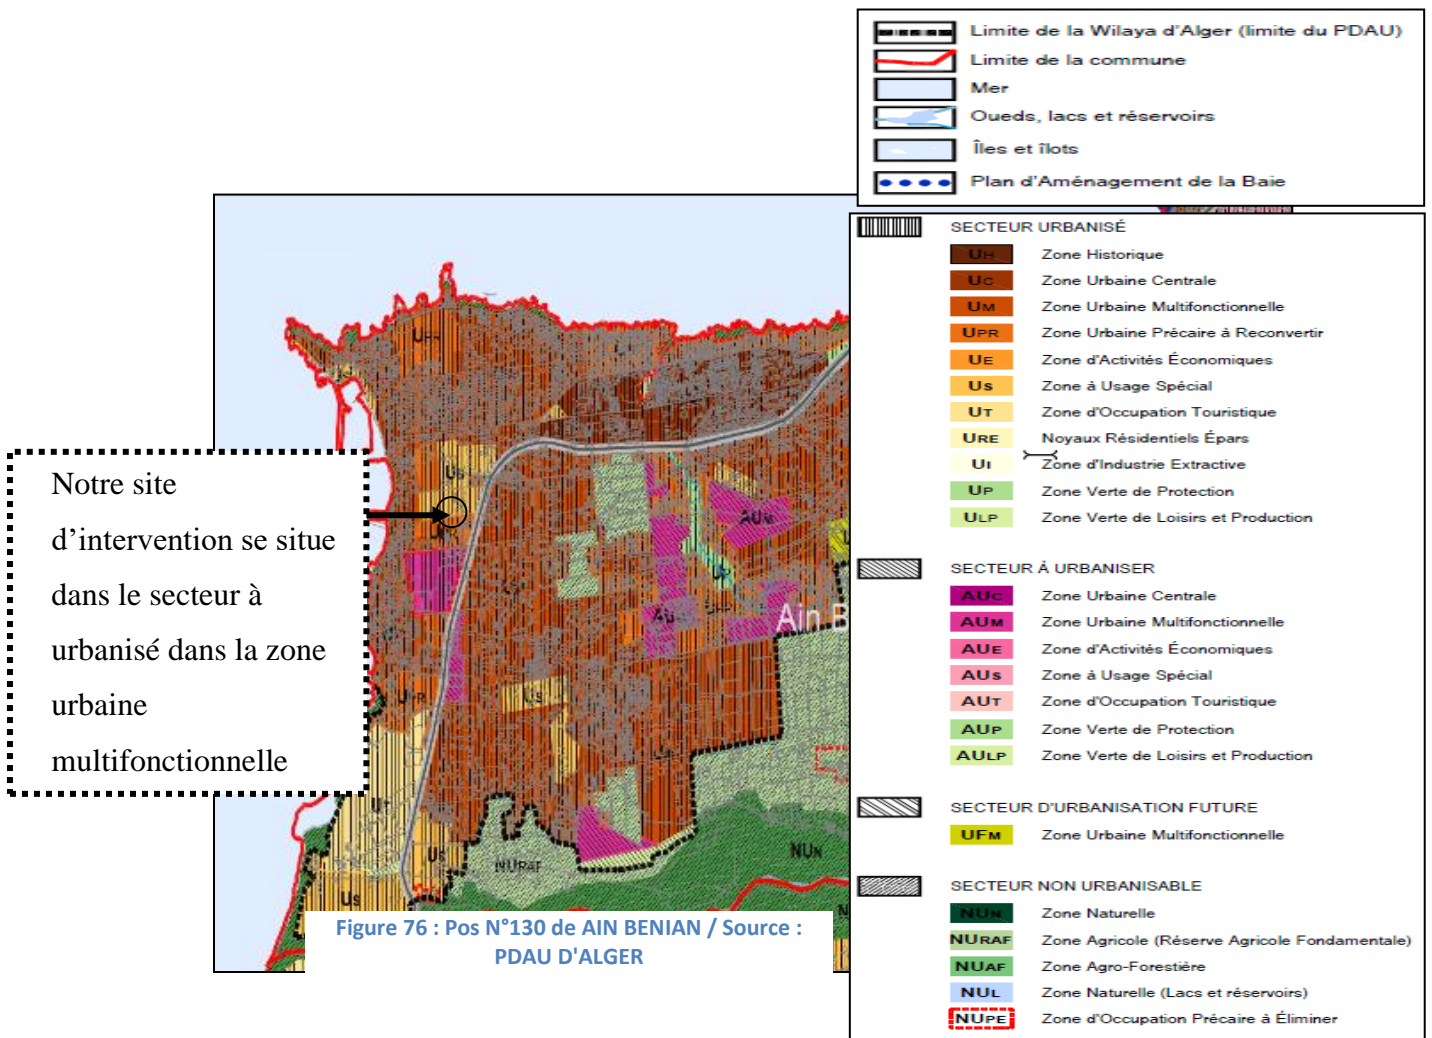 Limite de la Wilaya d'Alger (limite du PDAU)
Limite de la commune
Mer
Oueds, lacs et réservoirs
Îles et îlots
Plan d'Aménagement de la Baie
SECTEUR URBANISÉ
UH Zone Historique
UC Zone Urbaine Centrale
UM Zone Urbaine Multifonctionnelle
UPR Zone Urbaine Précaire à Reconvertir
UE Zone d'Activités Économiques
US Zone à Usage Spécial
UT Zone d'Occupation Touristique
URE Noyaux Résidentiels Épars
UI Zone d'Industrie Extractive
UP Zone Verte de Protection
ULP Zone Verte de Loisirs et Production
SECTEUR À URBANISER
AUC Zone Urbaine Centrale
AUM Zone Urbaine Multifonctionnelle
AUE Zone d'Activités Économiques
AUS Zone à Usage Spécial
AUT Zone d'Occupation Touristique
AUP Zone Verte de Protection
AULP Zone Verte de Loisirs et Production
SECTEUR D'URBANISATION FUTURE
UFM Zone Urbaine Multifonctionnelle
SECTEUR NON URBANISABLE
NUN Zone Naturelle
NURAF Zone Agricole (Réserve Agricole Fondamentale)
NUAF Zone Agro-Forestière
NUL Zone Naturelle (Lacs et réservoirs)
NUPE Zone d'Occupation Précaire à Éliminer
Notre site
d'intervention se situe
dans le secteur à
urbanisé dans la zone
urbaine
multifonctionnelle
UPR
US
AUM
UP
Ain B
US
UT
US
NURAF
NUN
US
Figure 76 : Pos N°130 de AIN BENIAN / Source :
PDAU D'ALGER